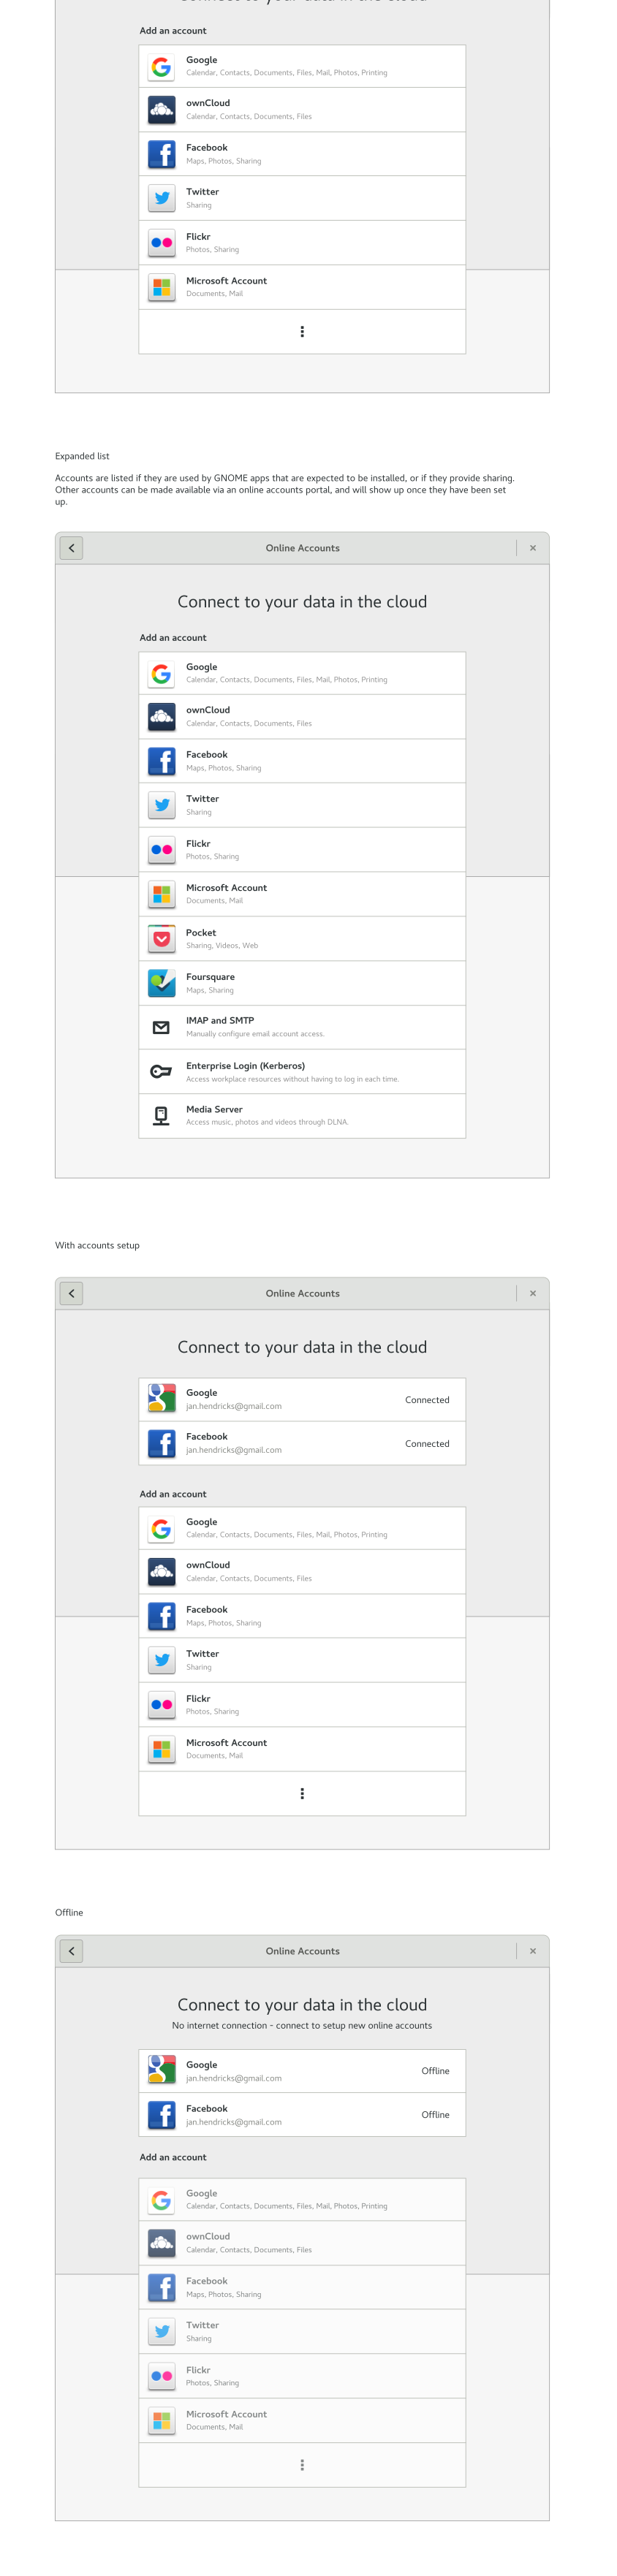 Connect to your data in the cloud
Add an account
Google
Calendar, Contacts, Documents, Files, Mail, Photos, Printing
ownCloud
Calendar, Contacts, Documents, Files
Facebook
Maps, Photos, Sharing
Twitter
Sharing
Flickr
Photos, Sharing
Microsoft Account
Documents, Mail
Expanded list
Accounts are listed if they are used by GNOME apps that are expected to be installed, or if they provide sharing.
Other accounts can be made available via an online accounts portal, and will show up once they have been set
up.
Online Accounts
Connect to your data in the cloud
Add an account
Google
Calendar, Contacts, Documents, Files, Mail, Photos, Printing
ownCloud
Calendar, Contacts, Documents, Files
Facebook
Maps, Photos, Sharing
Twitter
Sharing
Flickr
Photos, Sharing
Microsoft Account
Documents, Mail
Pocket
Sharing, Videos, Web
Foursquare
Maps, Sharing
IMAP and SMTP
Manually configure email account access.
Enterprise Login (Kerberos)
Access workplace resources without having to log in each time.
Media Server
Access music, photos and videos through DLNA.
With accounts setup
Online Accounts
Connect to your data in the cloud
Google
jan.hendricks@gmail.com
Connected
Facebook
jan.hendricks@gmail.com
Connected
Add an account
Google
Calendar, Contacts, Documents, Files, Mail, Photos, Printing
ownCloud
Calendar, Contacts, Documents, Files
Facebook
Maps, Photos, Sharing
Twitter
Sharing
Flickr
Photos, Sharing
Microsoft Account
Documents, Mail
Offline
Online Accounts
Connect to your data in the cloud
No internet connection - connect to setup new online accounts
Google
jan.hendricks@gmail.com
Offline
Facebook
jan.hendricks@gmail.com
Offline
Add an account
Google
Calendar, Contacts, Documents, Files, Mail, Photos, Printing
ownCloud
Calendar, Contacts, Documents, Files
Facebook
Maps, Photos, Sharing
Twitter
Sharing
Flickr
Photos, Sharing
Microsoft Account
Documents, Mail